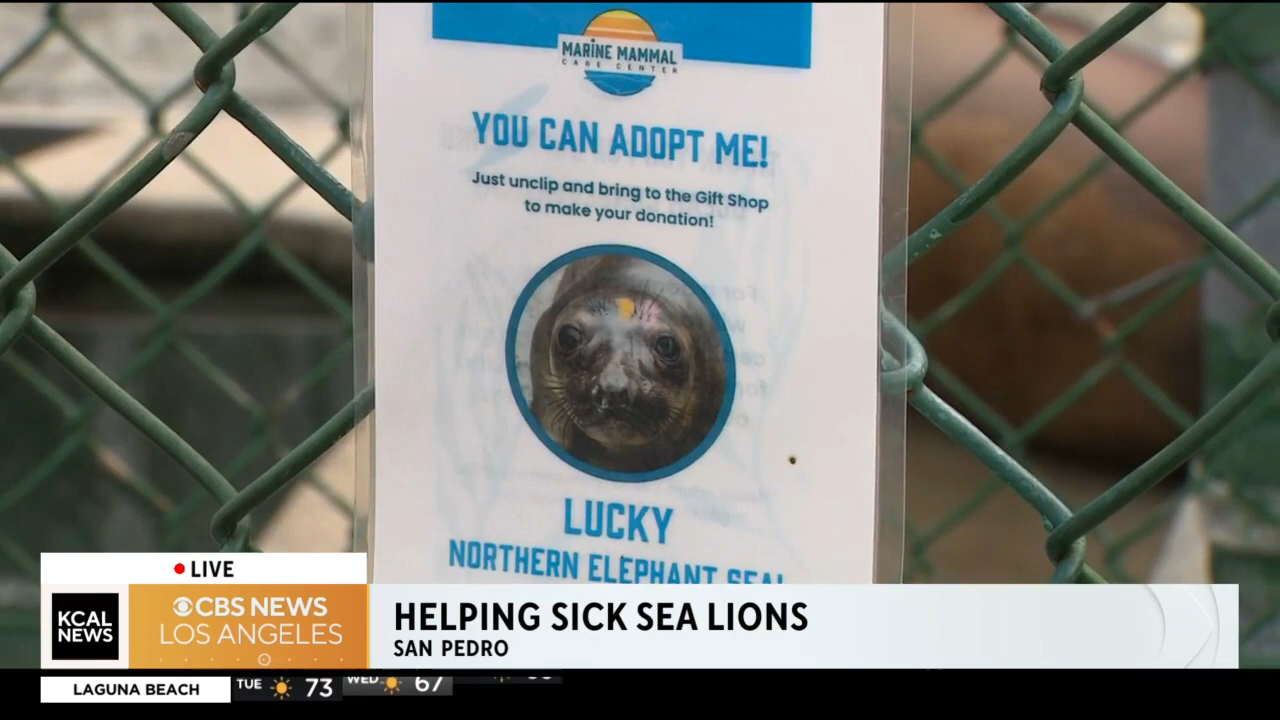 MARINE MAMMAL
CARE CENTER
YOU CAN ADOPT ME!
Just unclip and bring to the Gift Shop
to make your donation!
LUCKY
NORTHERN ELEPHANT SEAL
LIVE
KCAL
NEWS
CBS NEWS
LOS ANGELES
HELPING SICK SEA LIONS
SAN PEDRO
LAGUNA BEACH
TUE 73
WED 67